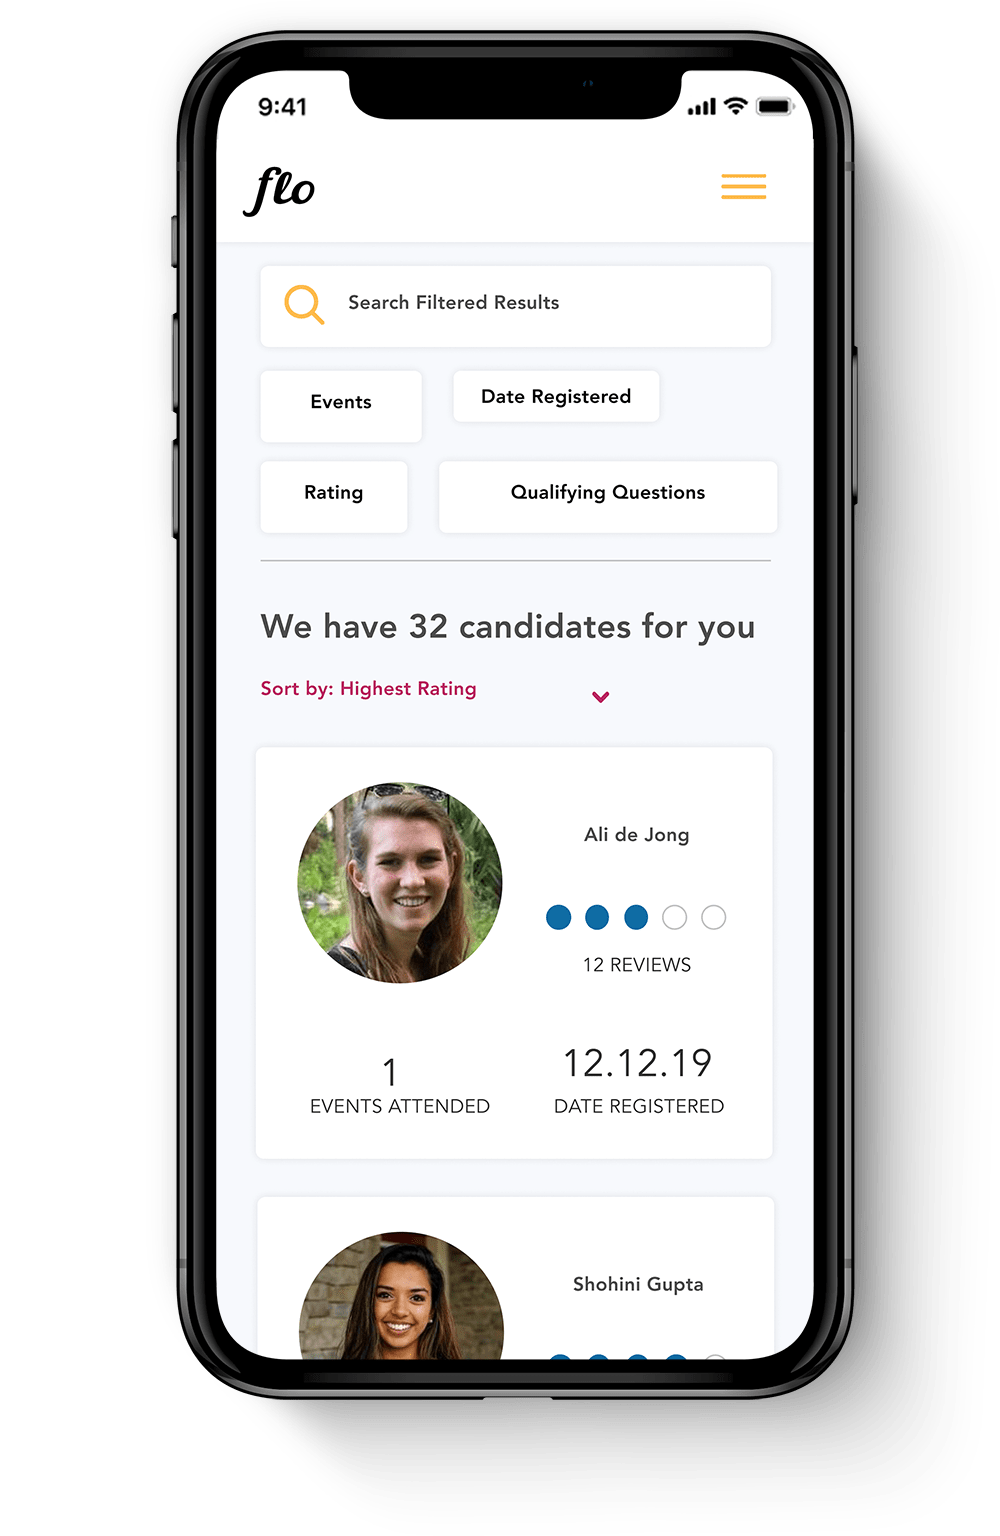 9:41
flo
Search Filtered Results
Events
Date Registered
Rating
Qualifying Questions
We have 32 candidates for you
Sort by: Highest Rating
Ali de Jong
12 REVIEWS
1
12.12.19
EVENTS ATTENDED
DATE REGISTERED
Shohini Gupta